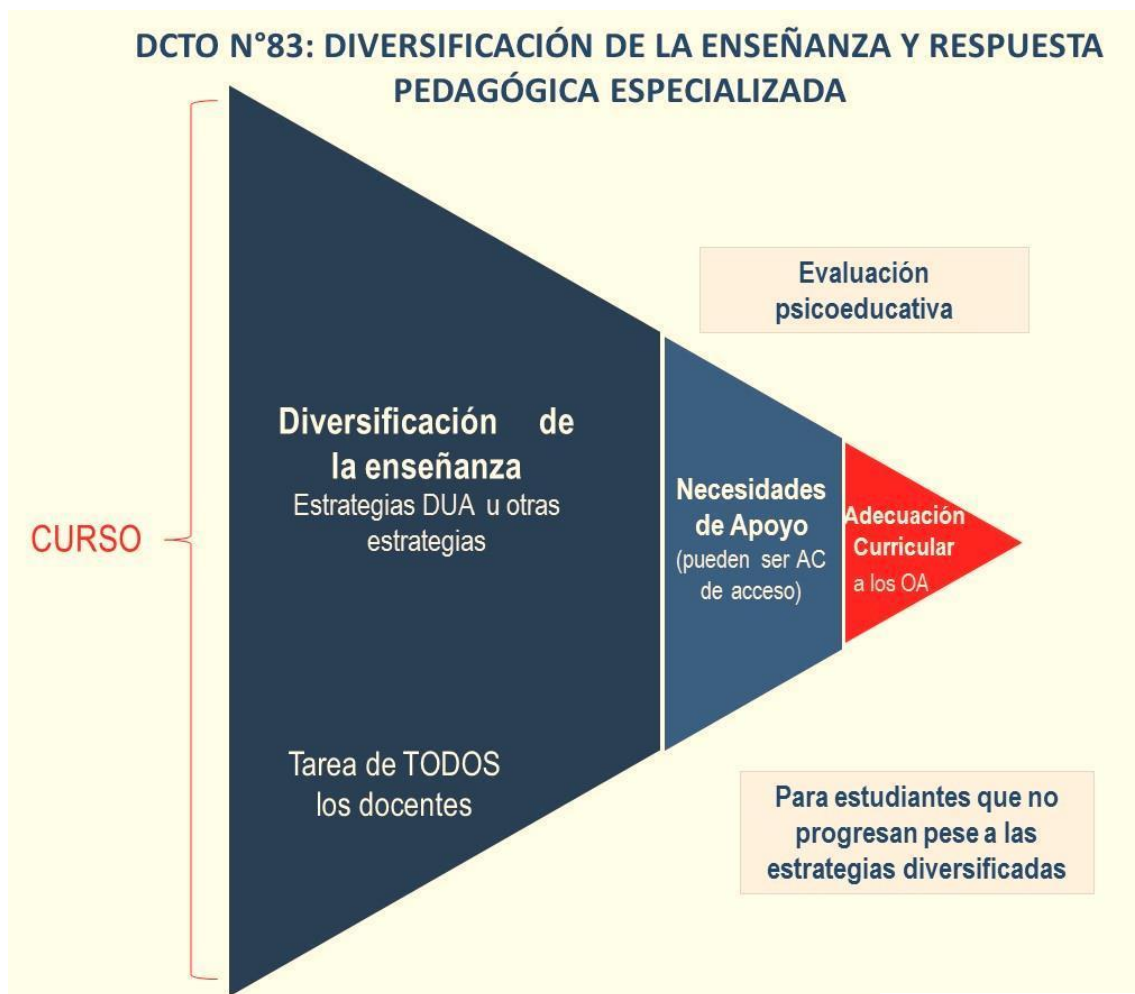 DCTO N°83: DIVERSIFICACIÓN DE LA ENSEÑANZA Y RESPUESTA
PEDAGÓGICA ESPECIALIZADA
CURSO
Diversificación de
la enseñanza
Estrategias DUA u otras
estrategias
Tarea de TODOS
los docentes
Necesidades
de Apoyo
(pueden ser AC
de acceso)
Adecuación
Curricular
a los OA
Evaluación
psicoeducativa
Para estudiantes que no
progresan pese a las
estrategias diversificadas